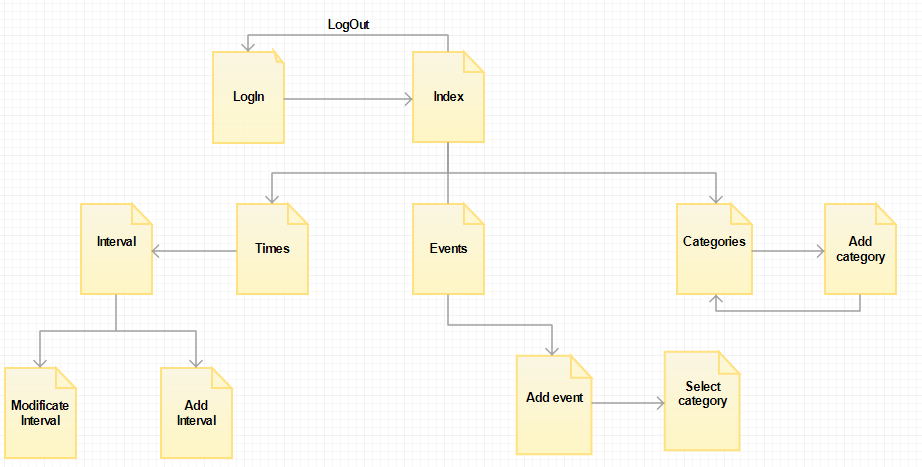 LogOut
LogIn
Index
Interval
Times
Events
Categories
Add
category
Modificate
Interval
Add
Interval
Add event
Select
category